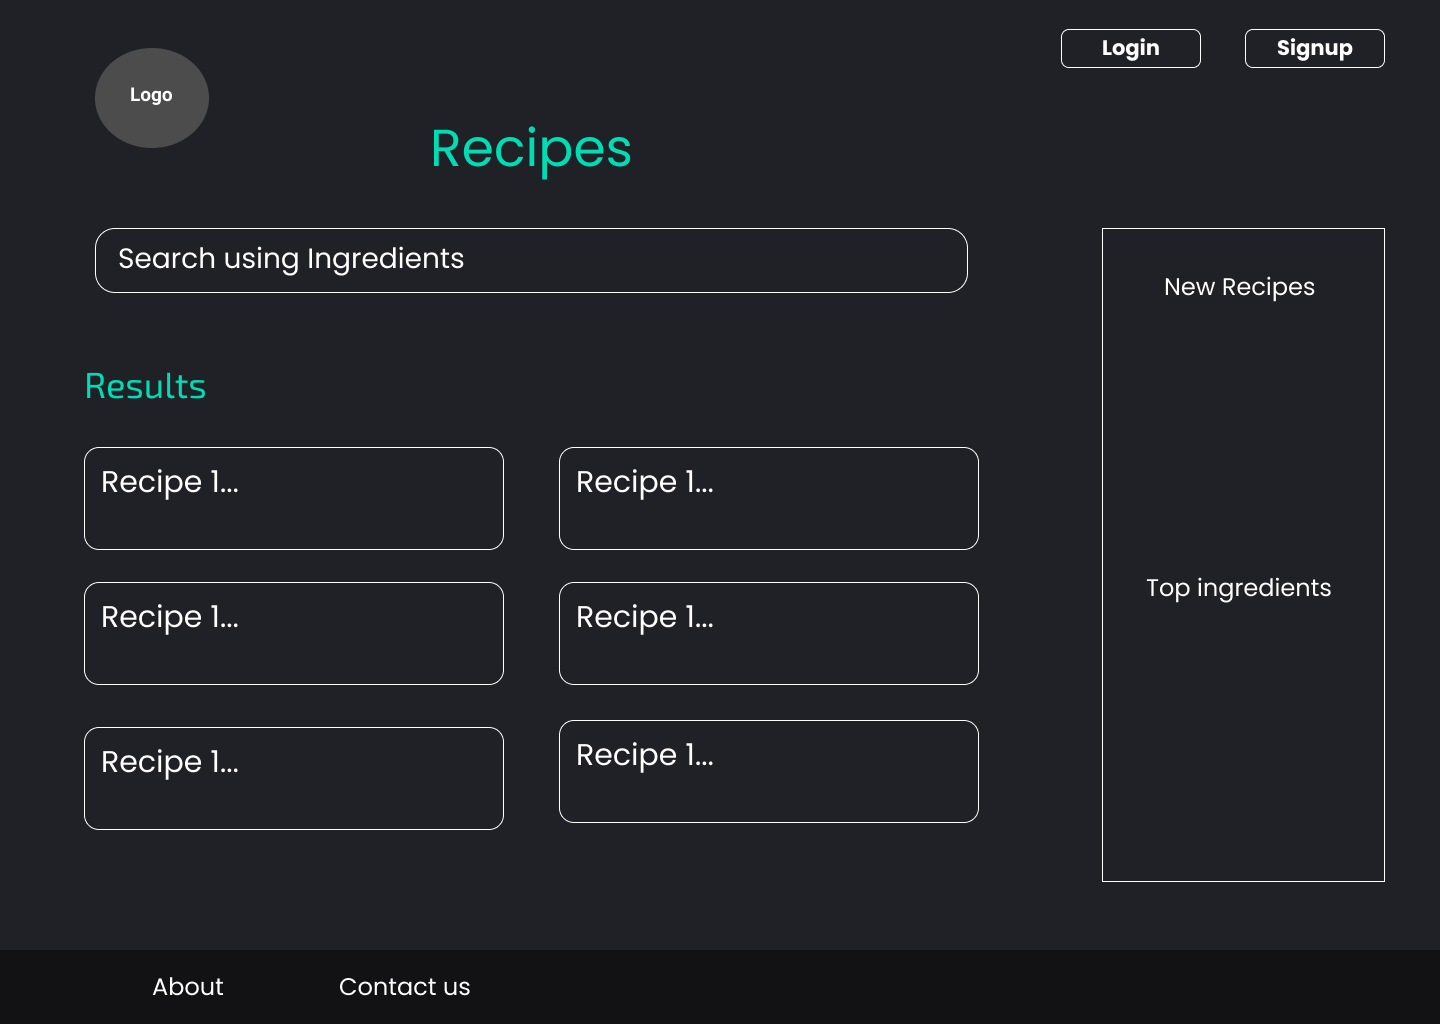 Login
Signup
Logo
Recipes
Search using Ingredients
New Recipes
Results
Recipe 1...
Recipe 1...
Recipe 1...
Recipe 1...
Top ingredients
Recipe 1...
Recipe 1...
About
Contact us